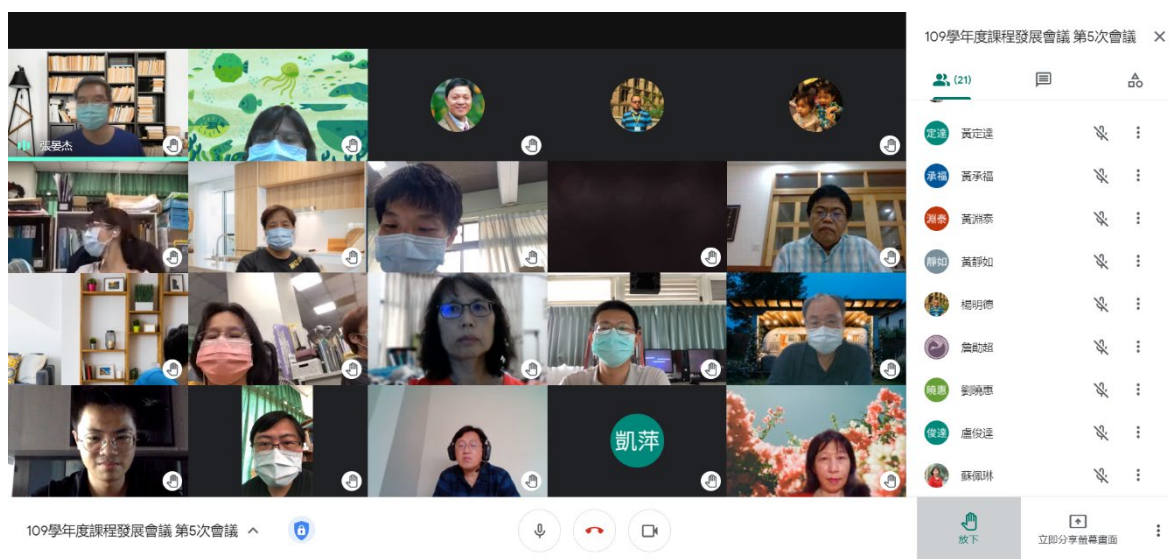 張晏杰
凱萍
109學年度課程發展會議 第5次會議
109學年度課程發展會議 第5次會議
(21)
定達 黃定達
承福 黃承福
淵泰 黃淵泰
靜如 黃靜如
楊明德
詹勛超
曉惠 劉曉惠
俊達 盧俊達
蘇佩琳
放下
立即分享螢幕畫面